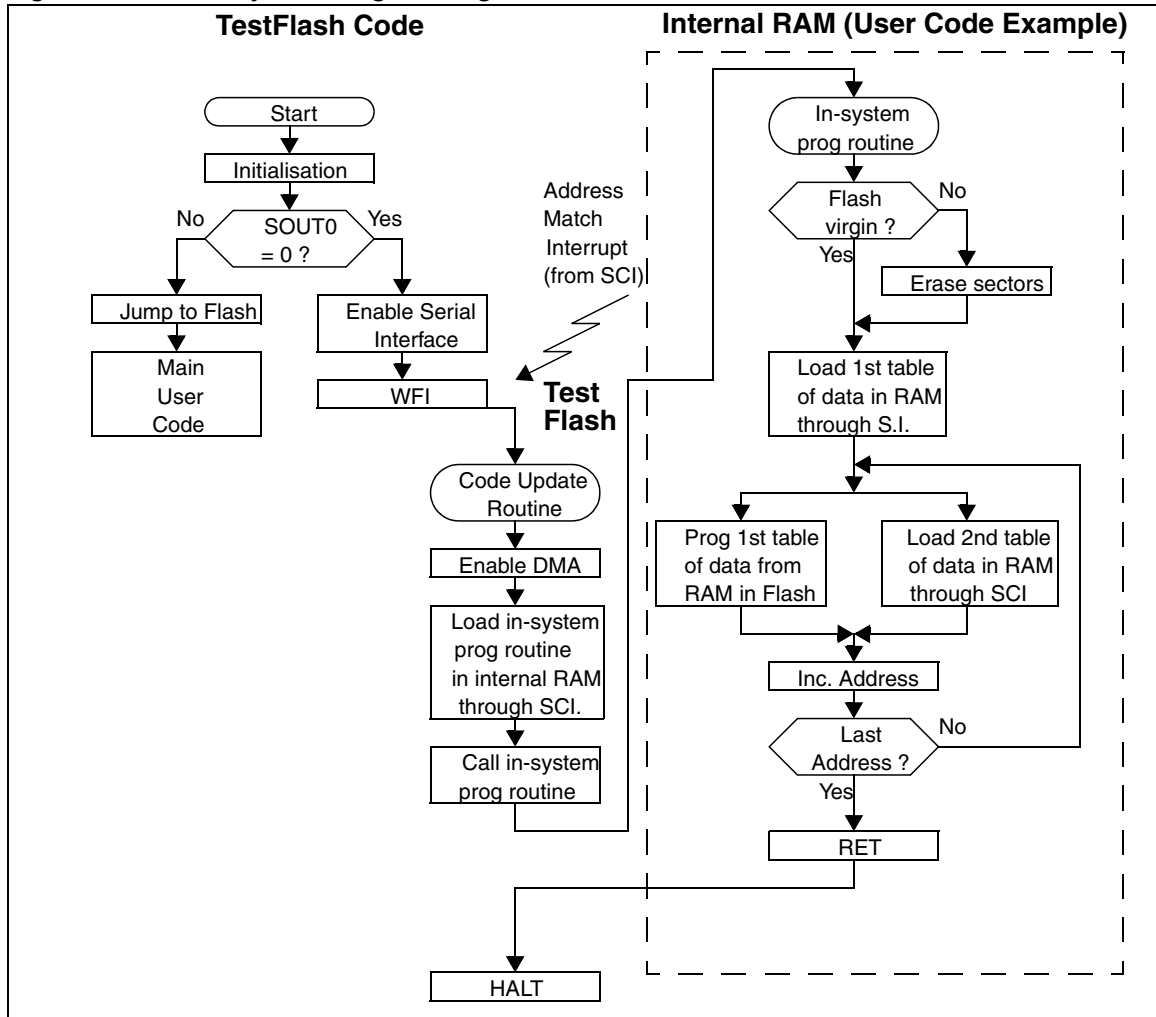 TestFlash Code
Internal RAM (User Code Example)
Start
Initialisation
No
SOUT0
= 0 ?
Yes
Jump to Flash
Main
User
Code
Enable Serial
Interface
WFI
Address
Match
Interrupt
(from SCI)
Test
Flash
Code Update
Routine
Enable DMA
Load in-system
prog routine
in internal RAM
through SCI.
Call in-system
prog routine
HALT
In-system
prog routine
Flash
virgin ?
No
Yes
Erase sectors
Load 1st table
of data in RAM
through S.I.
Prog 1st table
of data from
RAM in Flash
Load 2nd table
of data in RAM
through SCI
Inc. Address
Last
Address ?
No
Yes
RET